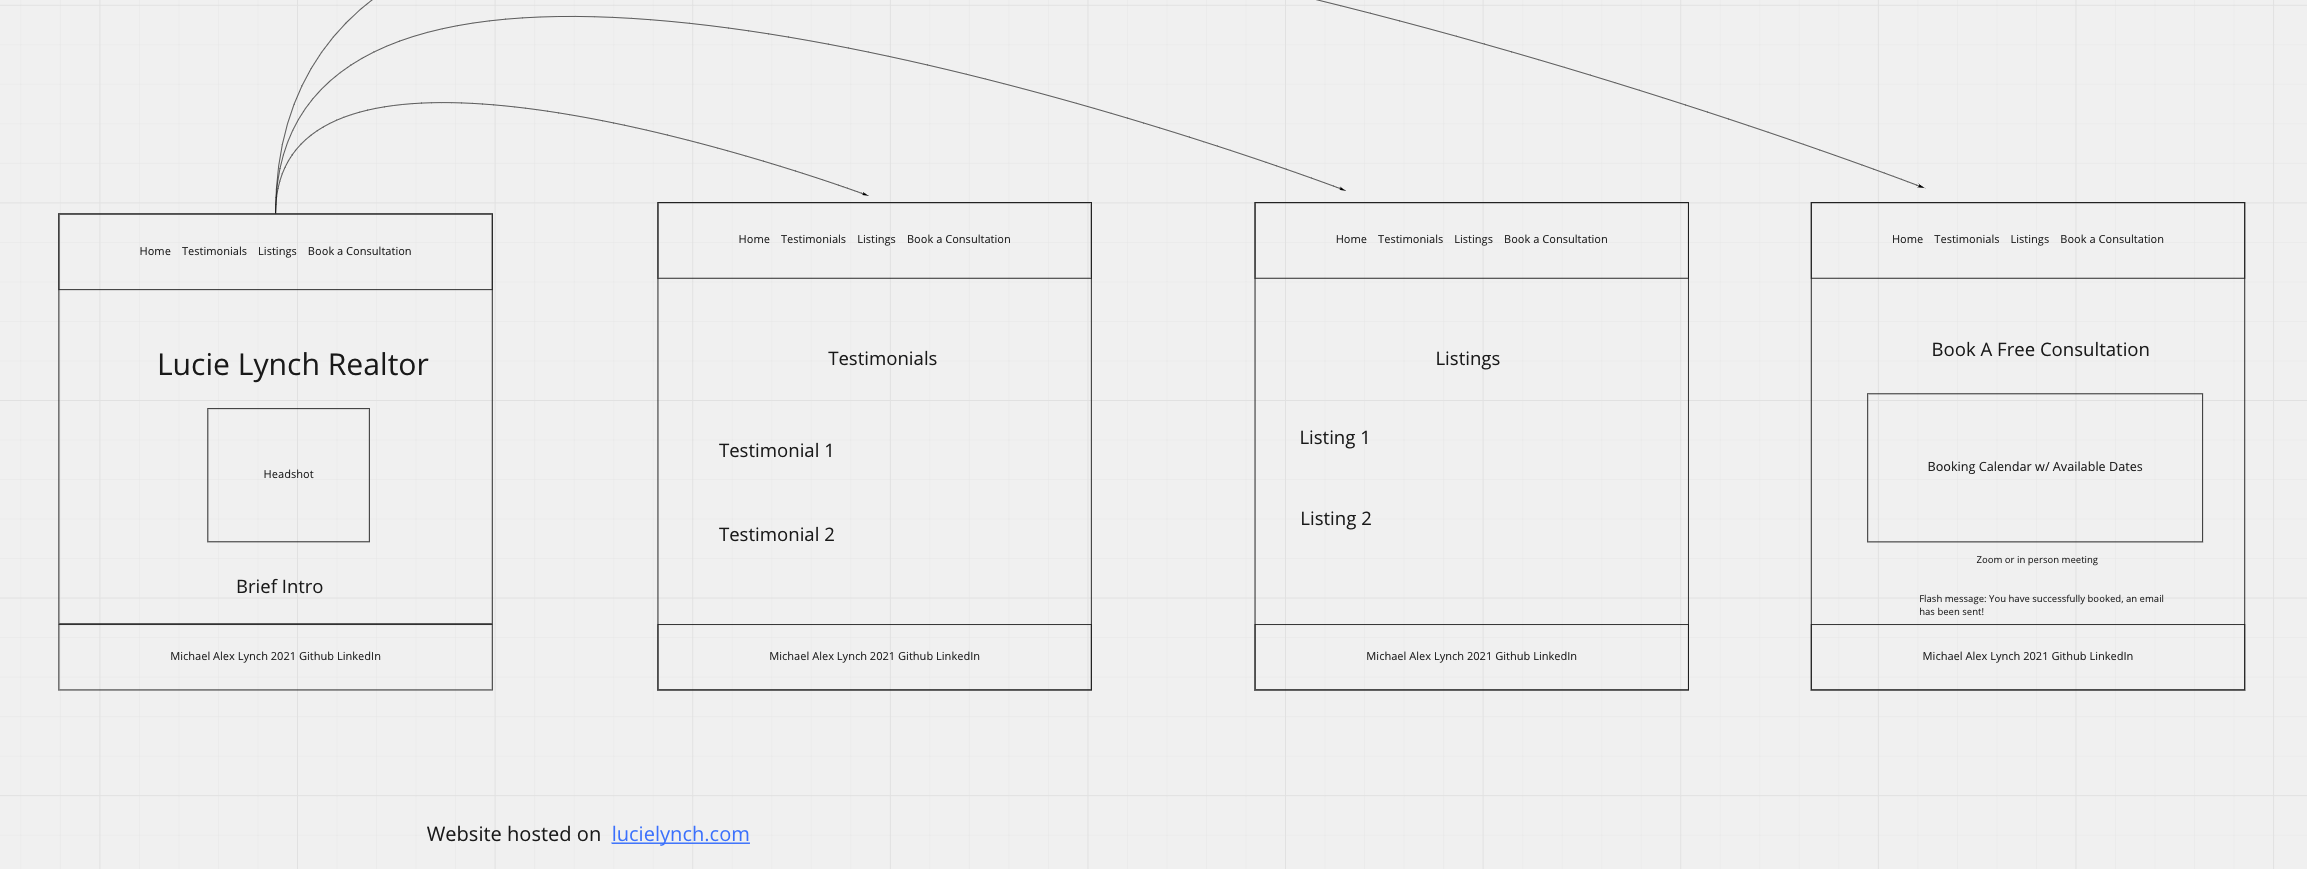 Home Testimonials Listings Book a Consultation
Lucie Lynch Realtor
Headshot
Brief Intro
Michael Alex Lynch 2021 Github LinkedIn
Home Testimonials Listings Book a Consultation
Testimonials
Testimonial 1
Testimonial 2
Michael Alex Lynch 2021 Github LinkedIn
Home Testimonials Listings Book a Consultation
Listings
Listing 1
Listing 2
Michael Alex Lynch 2021 Github LinkedIn
Home Testimonials Listings Book a Consultation
Book A Free Consultation
Booking Calendar w/ Available Dates
Zoom or in person meeting
Flash message: You have successfully booked, an email
has been sent!
Michael Alex Lynch 2021 Github LinkedIn
Website hosted on lucielynch.com